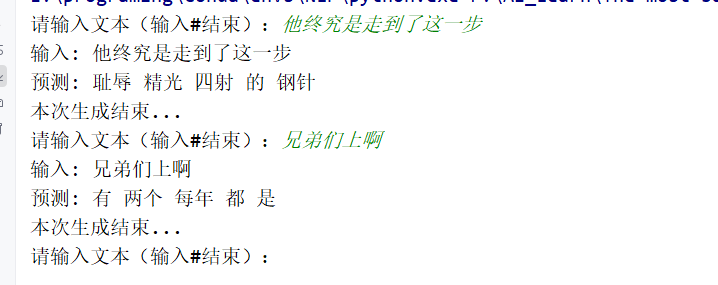 请输入文本（输入#结束）：他终究是走到了这一步
输入：他终究是走到了这一步
预测：耻辱 精光 四射 的 钢针
本次生成结束...
请输入文本（输入#结束）：兄弟们上啊
输入：兄弟们上啊
预测：有 两个 每年 都 是
本次生成结束...
请输入文本（输入#结束）：